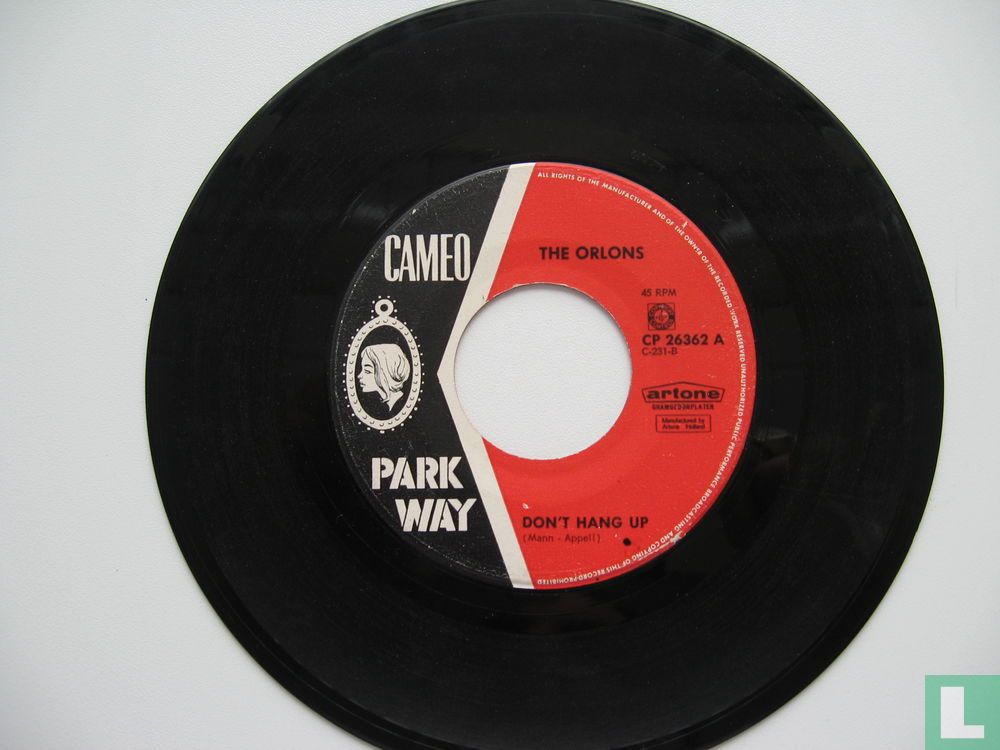 CAMEO
PARK
WAY
THE ORLONS
45 RPM
CP 26362 A
C-231-B
artone
GRAMOFOONPLATEN
Manufactured by
Artone Holland
DON'T HANG UP
(Mann - Appell)
ALL RIGHTS OF THE MANUFACTURER AND OF THE OWNER OF THE RECORDED WORK RESERVED UNAUTHORIZED PUBLIC PERFORMANCE BROADCASTING AND COPYING OF THIS RECORD PROHIBITED
L